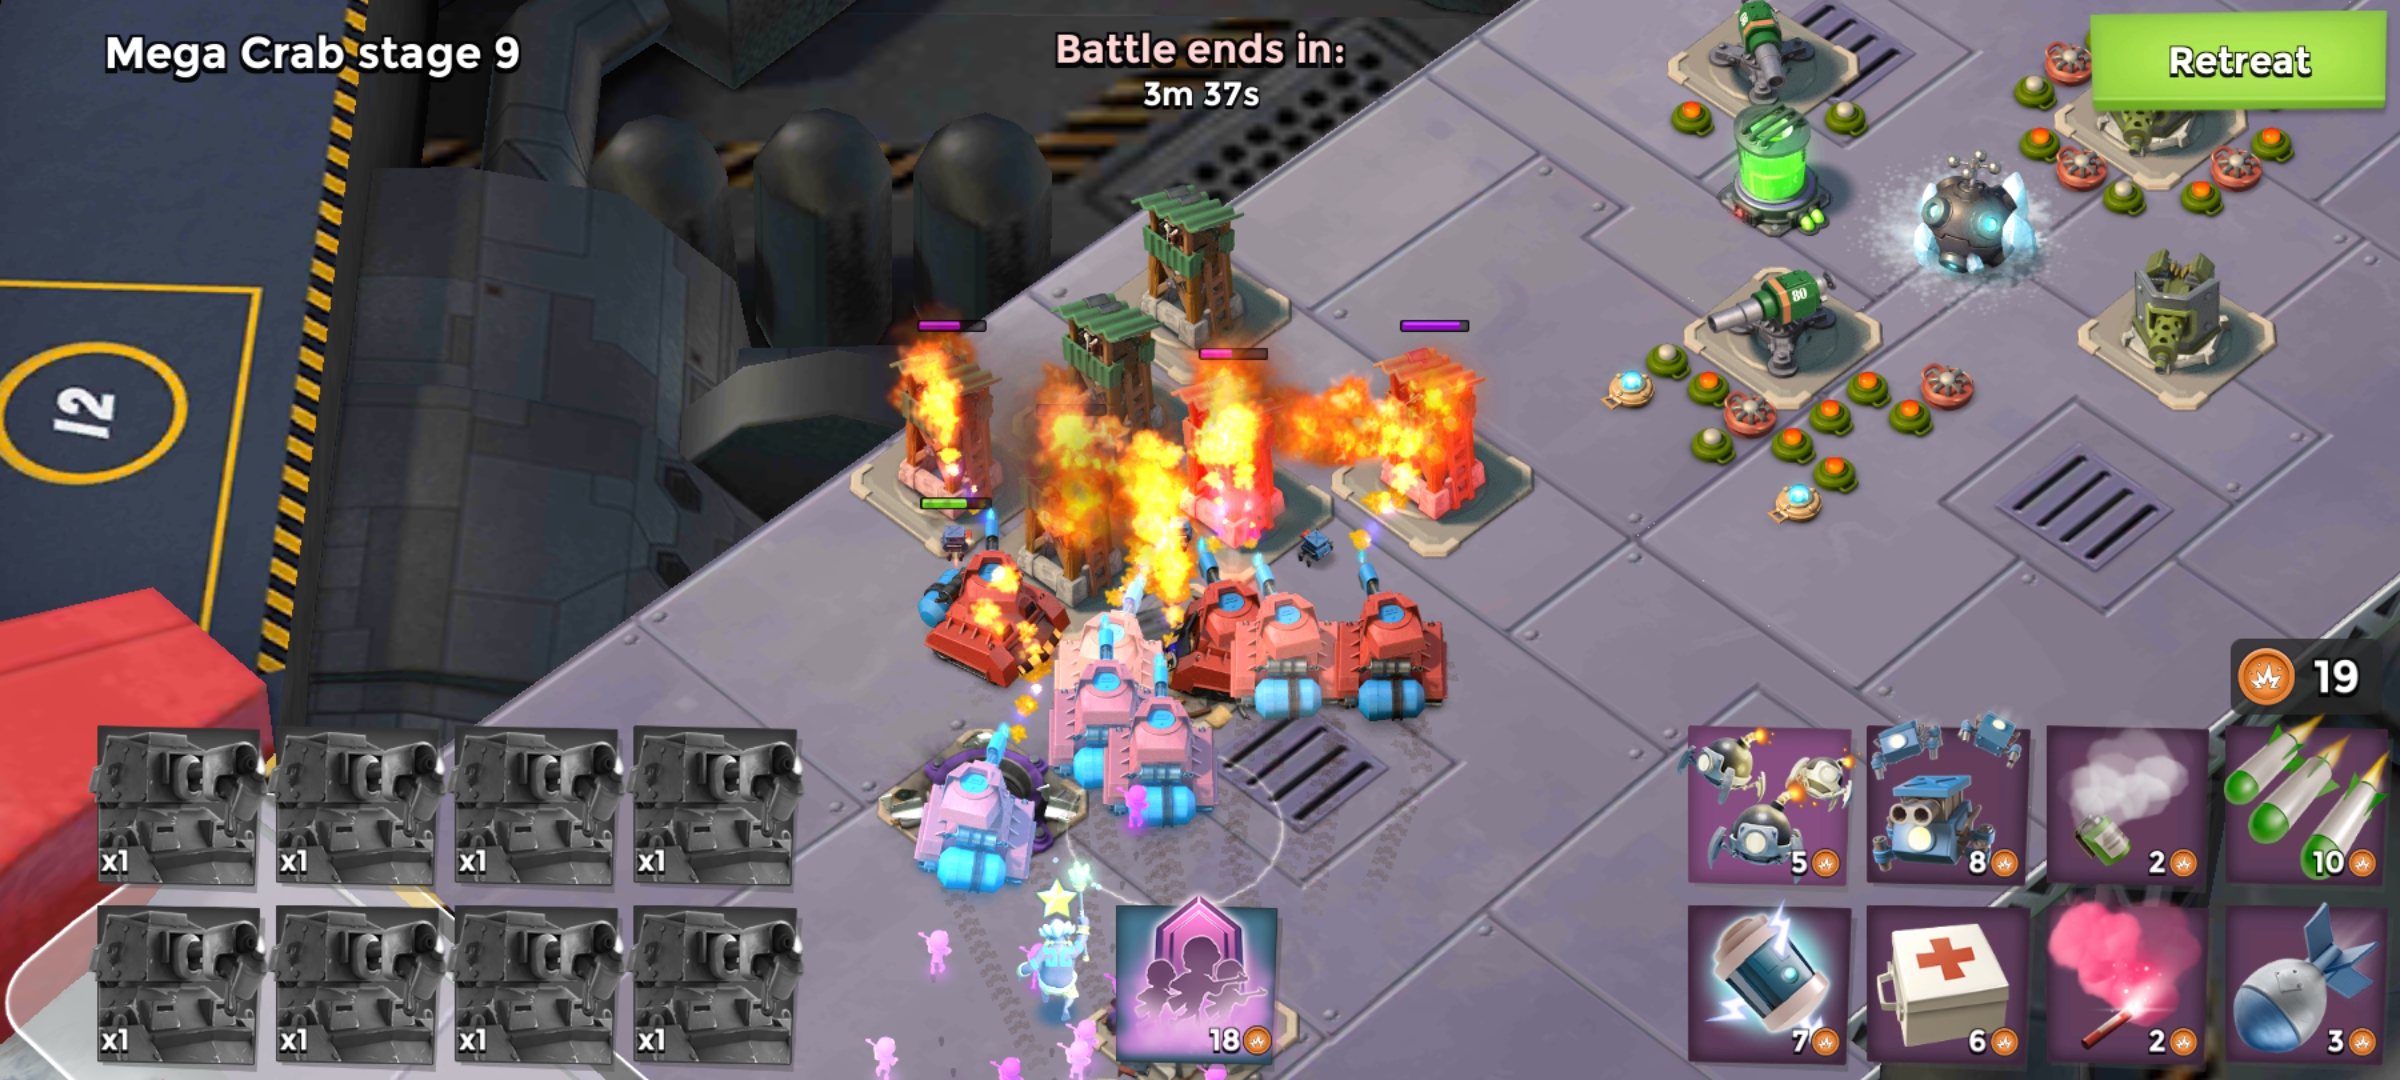 Mega Crab stage 9
Battle ends in:
3m 37s
Retreat
80
12
19
x1 x1 x1 x1
5 8 2 10
x1 x1 x1 x1
18
7 6 2 3